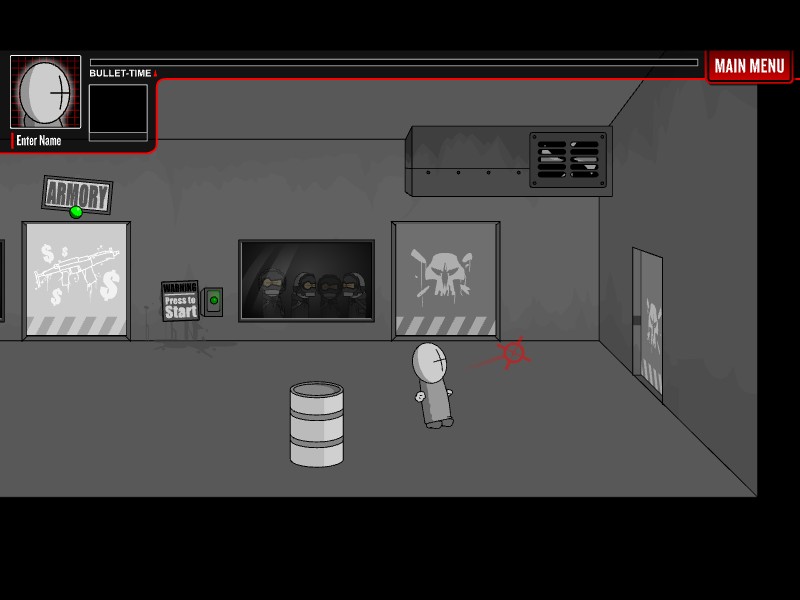 MAIN MENU
BULLET-TIME
Enter Name
ARMORY
$ $
$ $
WARNING
Press to
Start